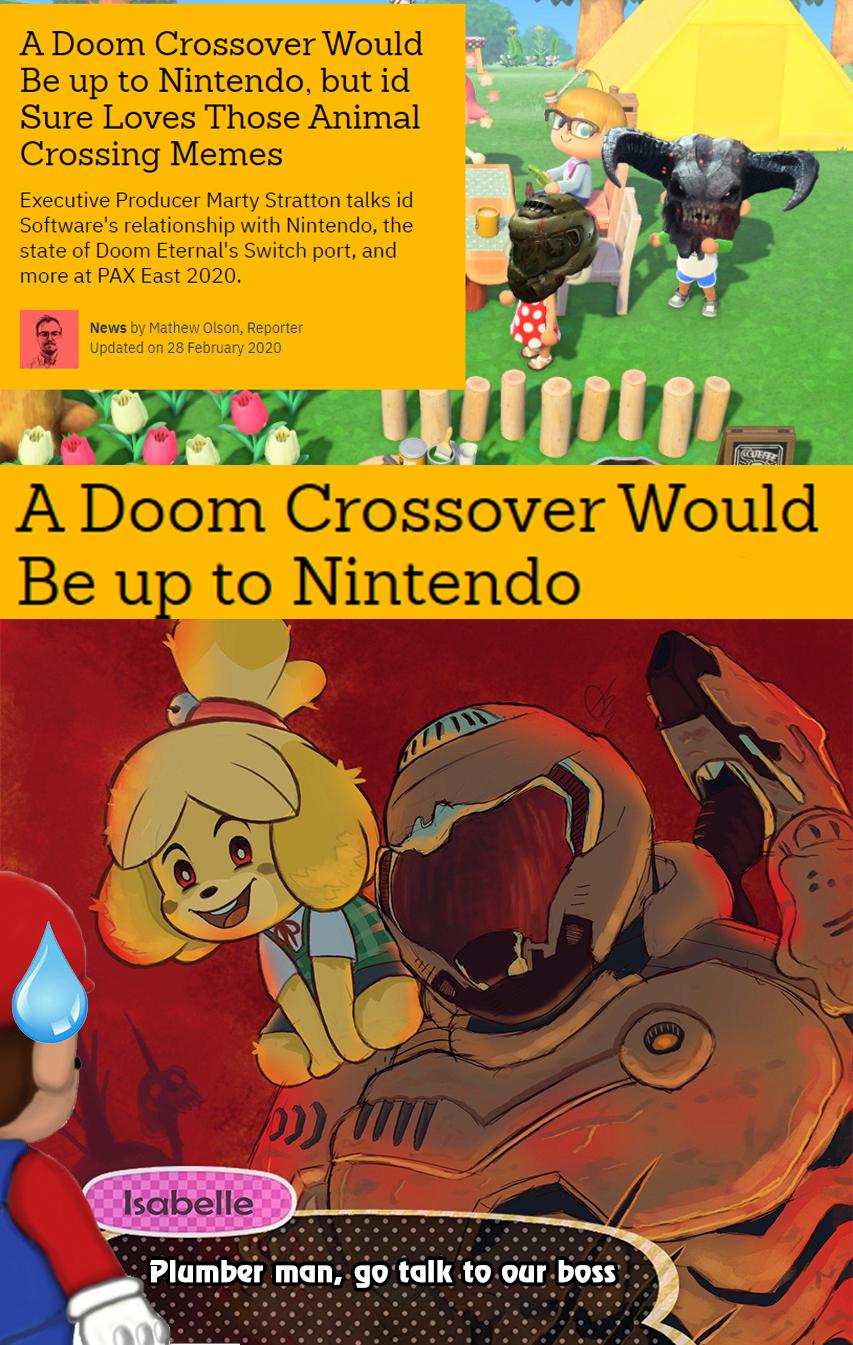 A Doom Crossover Would
Be up to Nintendo, but id
Sure Loves Those Animal
Crossing Memes
Executive Producer Marty Stratton talks id
Software's relationship with Nintendo, the
state of Doom Eternal's Switch port, and
more at PAX East 2020.
News by Mathew Olson, Reporter
Updated on 28 February 2020
A Doom Crossover Would
Be up to Nintendo
Isabelle
Plumber man, go talk to our boss